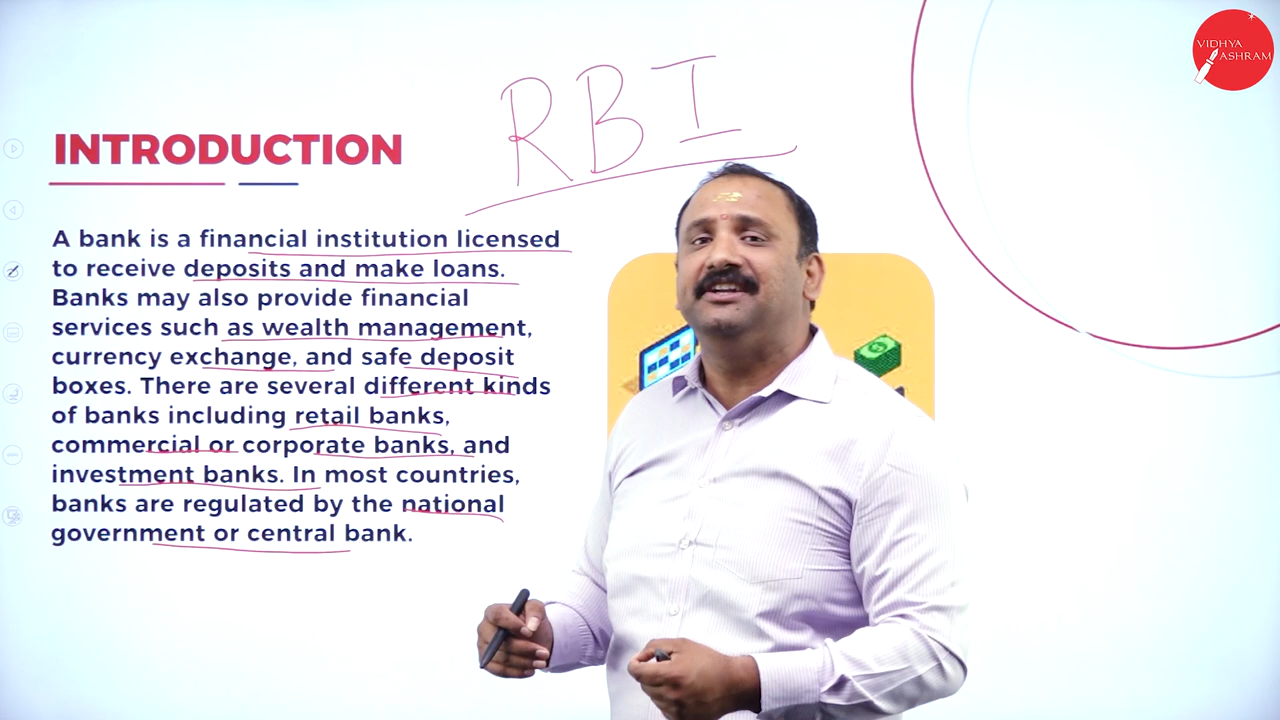 VIDHYA
ASHRAM
RBI
INTRODUCTION
A bank is a financial institution licensed
to receive deposits and make loans.
Banks may also provide financial
services such as wealth management,
currency exchange, and safe deposit
boxes. There are several different kinds
of banks including retail banks,
commercial or corporate banks, and
investment banks. In most countries,
banks are regulated by the national
government or central bank.